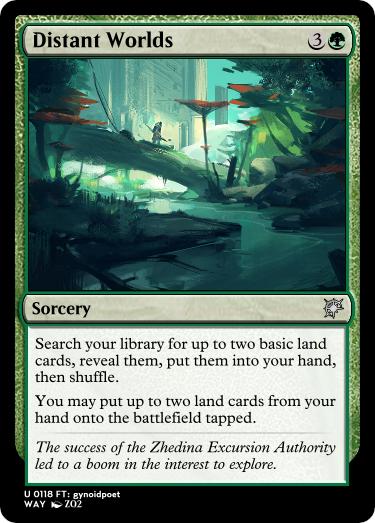 Distant Worlds 3
Sorcery
Search your library for up to two basic land
cards, reveal them, put them into your hand,
then shuffle.
You may put up to two land cards from your
hand onto the battlefield tapped.
The success of the Zhedina Excursion Authority
led to a boom in the interest to explore.
U 0118 FT: gynoidpoet
WAY ZO2